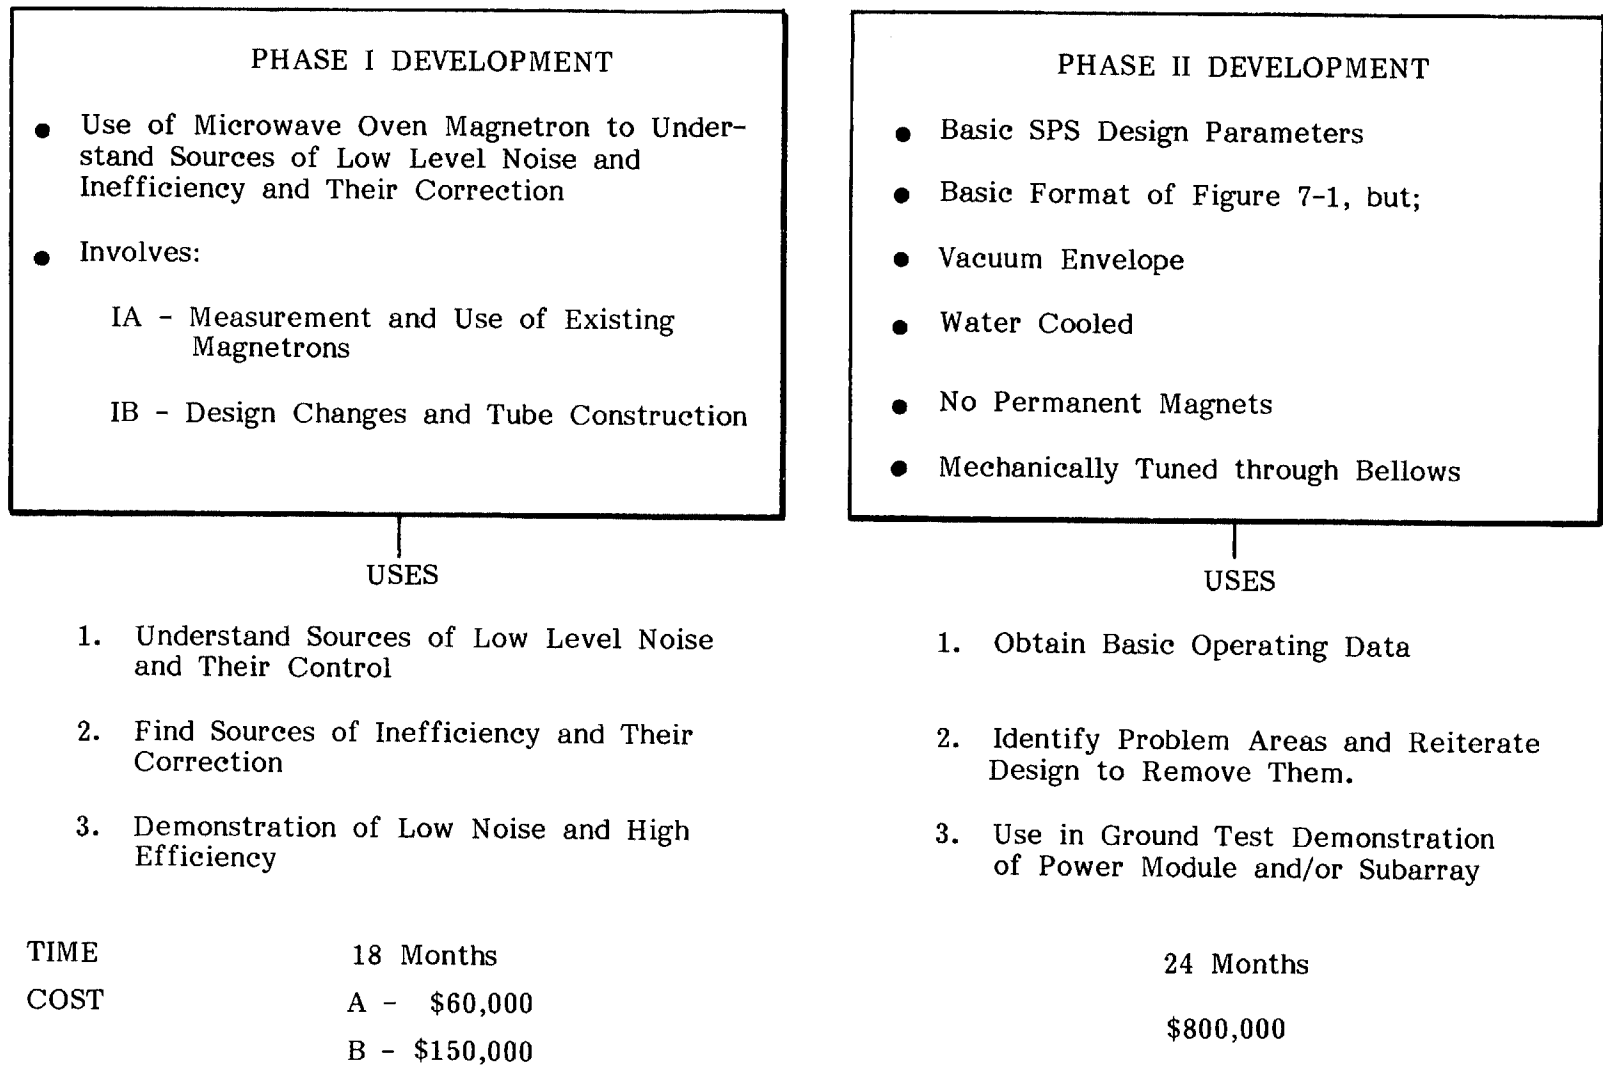 PHASE I DEVELOPMENT
● Use of Microwave Oven Magnetron to Under-
stand Sources of Low Level Noise and
Inefficiency and Their Correction
● Involves:
IA - Measurement and Use of Existing
Magnetrons
IB - Design Changes and Tube Construction
USES
1. Understand Sources of Low Level Noise
and Their Control
2. Find Sources of Inefficiency and Their
Correction
3. Demonstration of Low Noise and High
Efficiency
PHASE II DEVELOPMENT
● Basic SPS Design Parameters
● Basic Format of Figure 7-1, but;
● Vacuum Envelope
● Water Cooled
● No Permanent Magnets
● Mechanically Tuned through Bellows
USES
1. Obtain Basic Operating Data
2. Identify Problem Areas and Reiterate
Design to Remove Them.
3. Use in Ground Test Demonstration
of Power Module and/or Subarray
TIME 18 Months 24 Months
COST A - $60,000
B - $150,000
$800,000